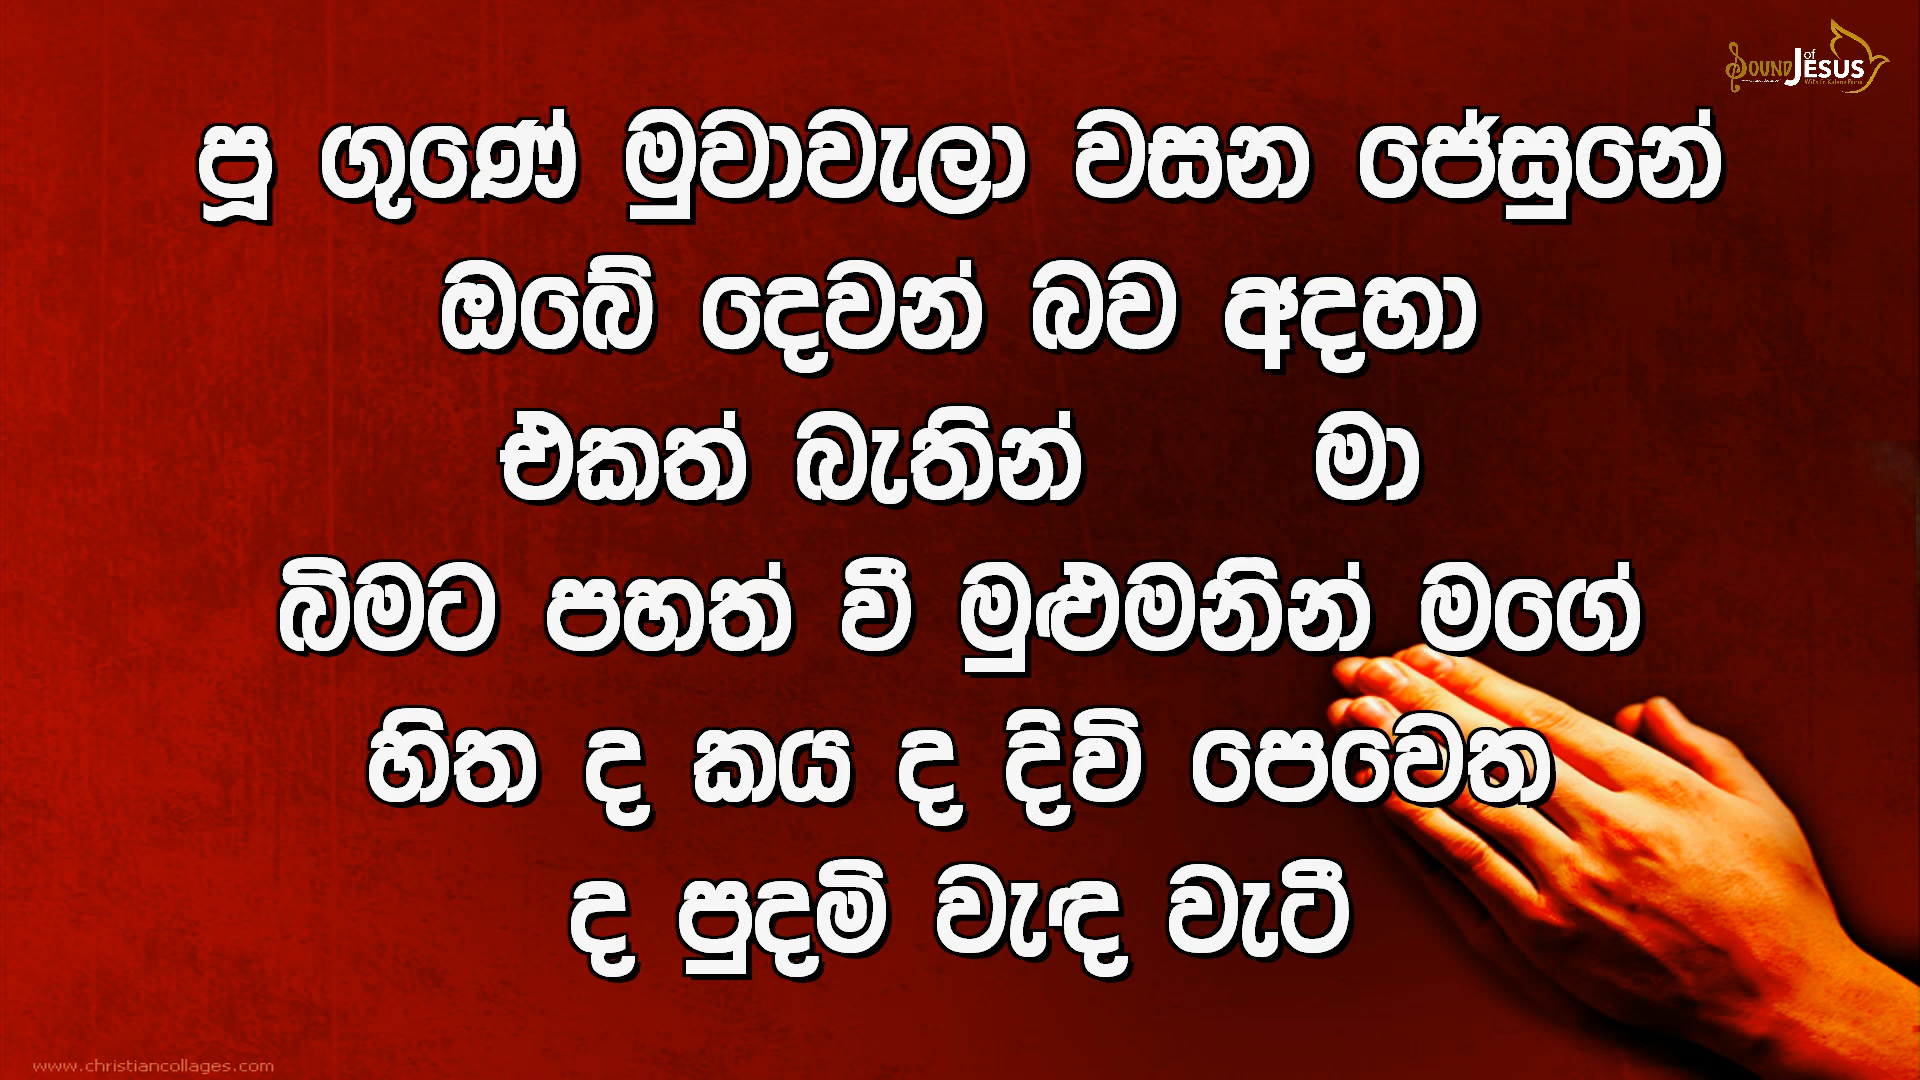 Sound of Jesus
පූ ගුණේ මුවාවැලා වසන ජේසුනේ
ඔබේ දෙවන් බව අදහා
එකත් බැතින් මා
බිමට පහත් වී මුළුමනින් මගේ
හිත ද කය ද දිවි පෙවෙත
ද පුදමි වැඳ වැටී
www.christiancollages.com